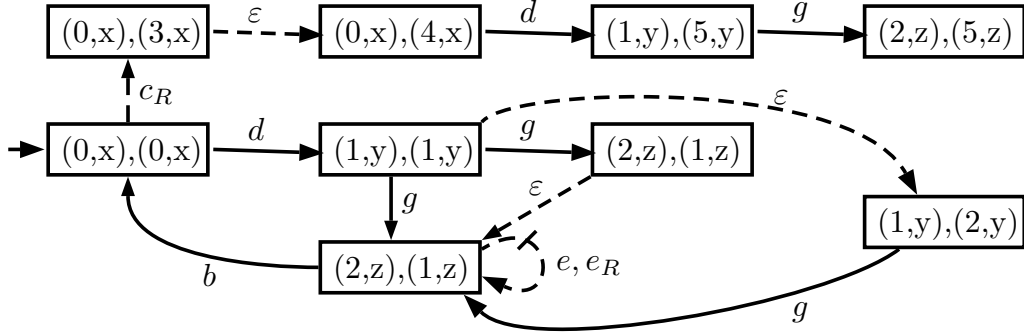 (0,x),(3,x) ε (0,x),(4,x) d (1,y),(5,y) g (2,z),(5,z)
c_R
ε
(0,x),(0,x) d (1,y),(1,y) g (2,z),(1,z)
ε
g
(1,y),(2,y)
(2,z),(1,z) e, e_R
b
g